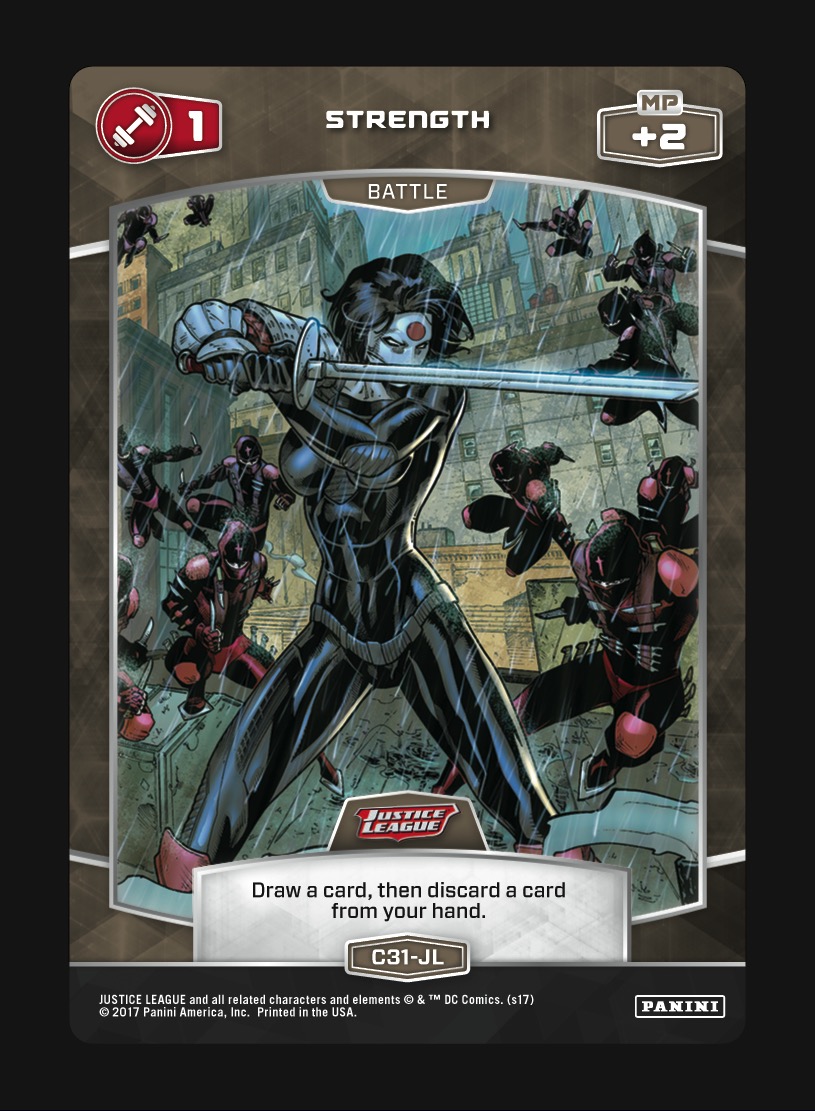 1
STRENGTH
MP
+2
BATTLE
JUSTICE
LEAGUE
Draw a card, then discard a card
from your hand.
C31-JL
JUSTICE LEAGUE and all related characters and elements © & ™ DC Comics. (s17)
© 2017 Panini America, Inc. Printed in the USA.
PANINI